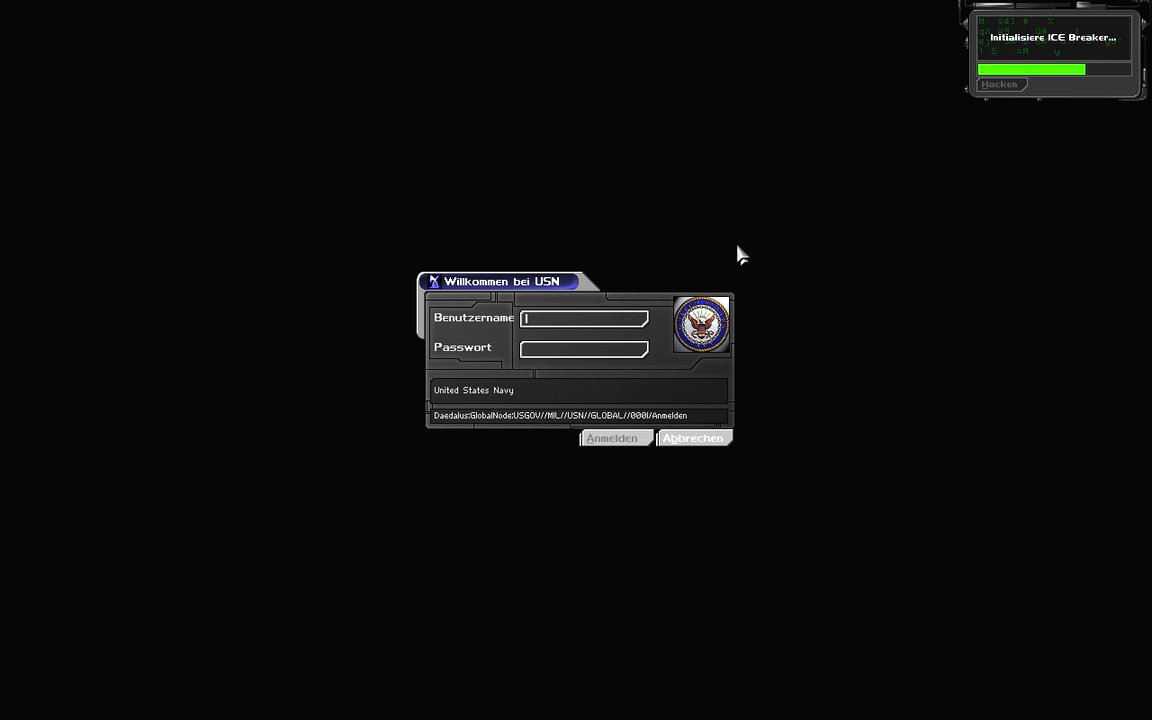 Initialisiere ICE Breaker...
Hacken
Willkommen bei USN
Benutzername
Passwort
United States Navy
Daedalus:GlobalNode:USGOV//MIL//USN//GLOBAL//0001/Anmelden
Anmelden
Abbrechen